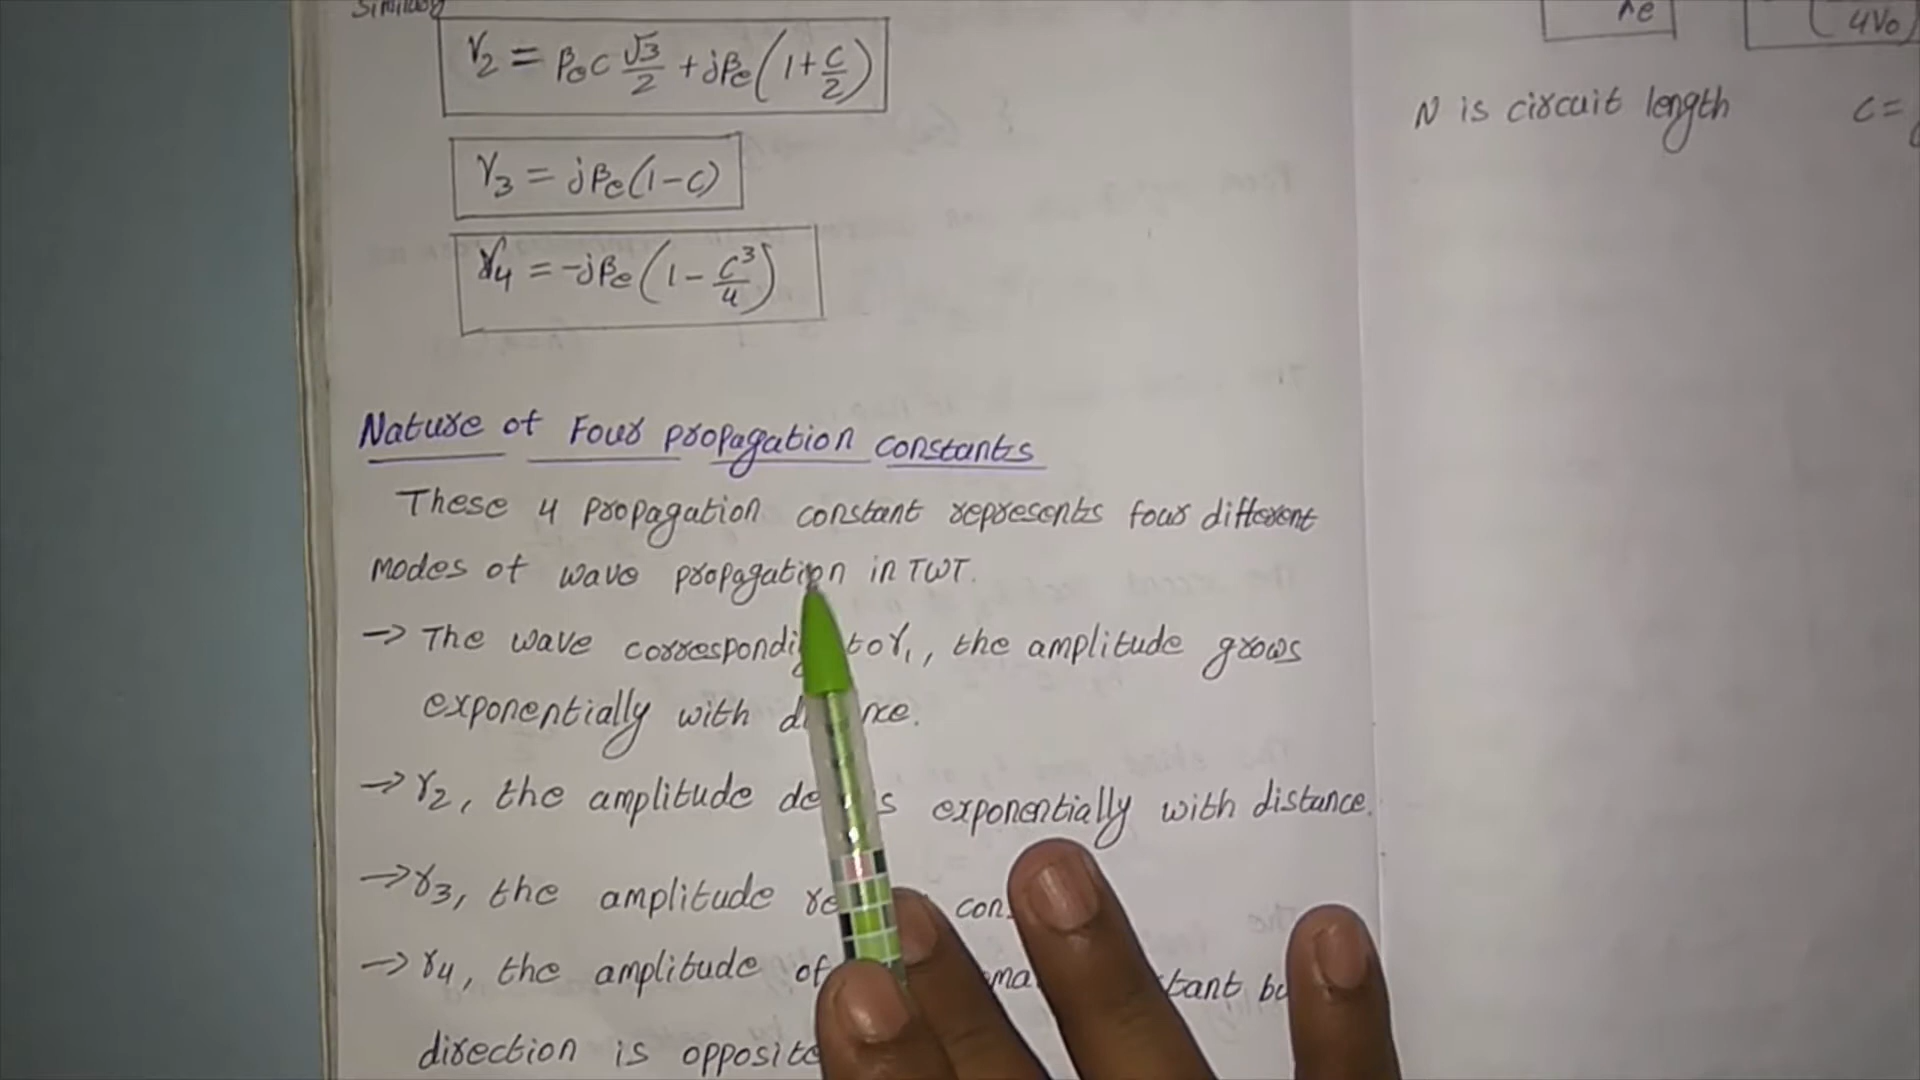 Similarly
γ2 = βeC √3/2 + jβe(1+C/2)
γ3 = jβe(1-C)
γ4 = -jβe(1 - C³/4)
Nature of Four propagation constants
These 4 propagation constant represents four different
modes of wave propagation in TWT.
→ The wave to γ1, the amplitude grows
exponentially with
→ γ2, the amplitude exponentially with distance.
→ γ3, the amplitude
→ γ4, the amplitude of
direction is opposite
4V0
N is circuit length C=